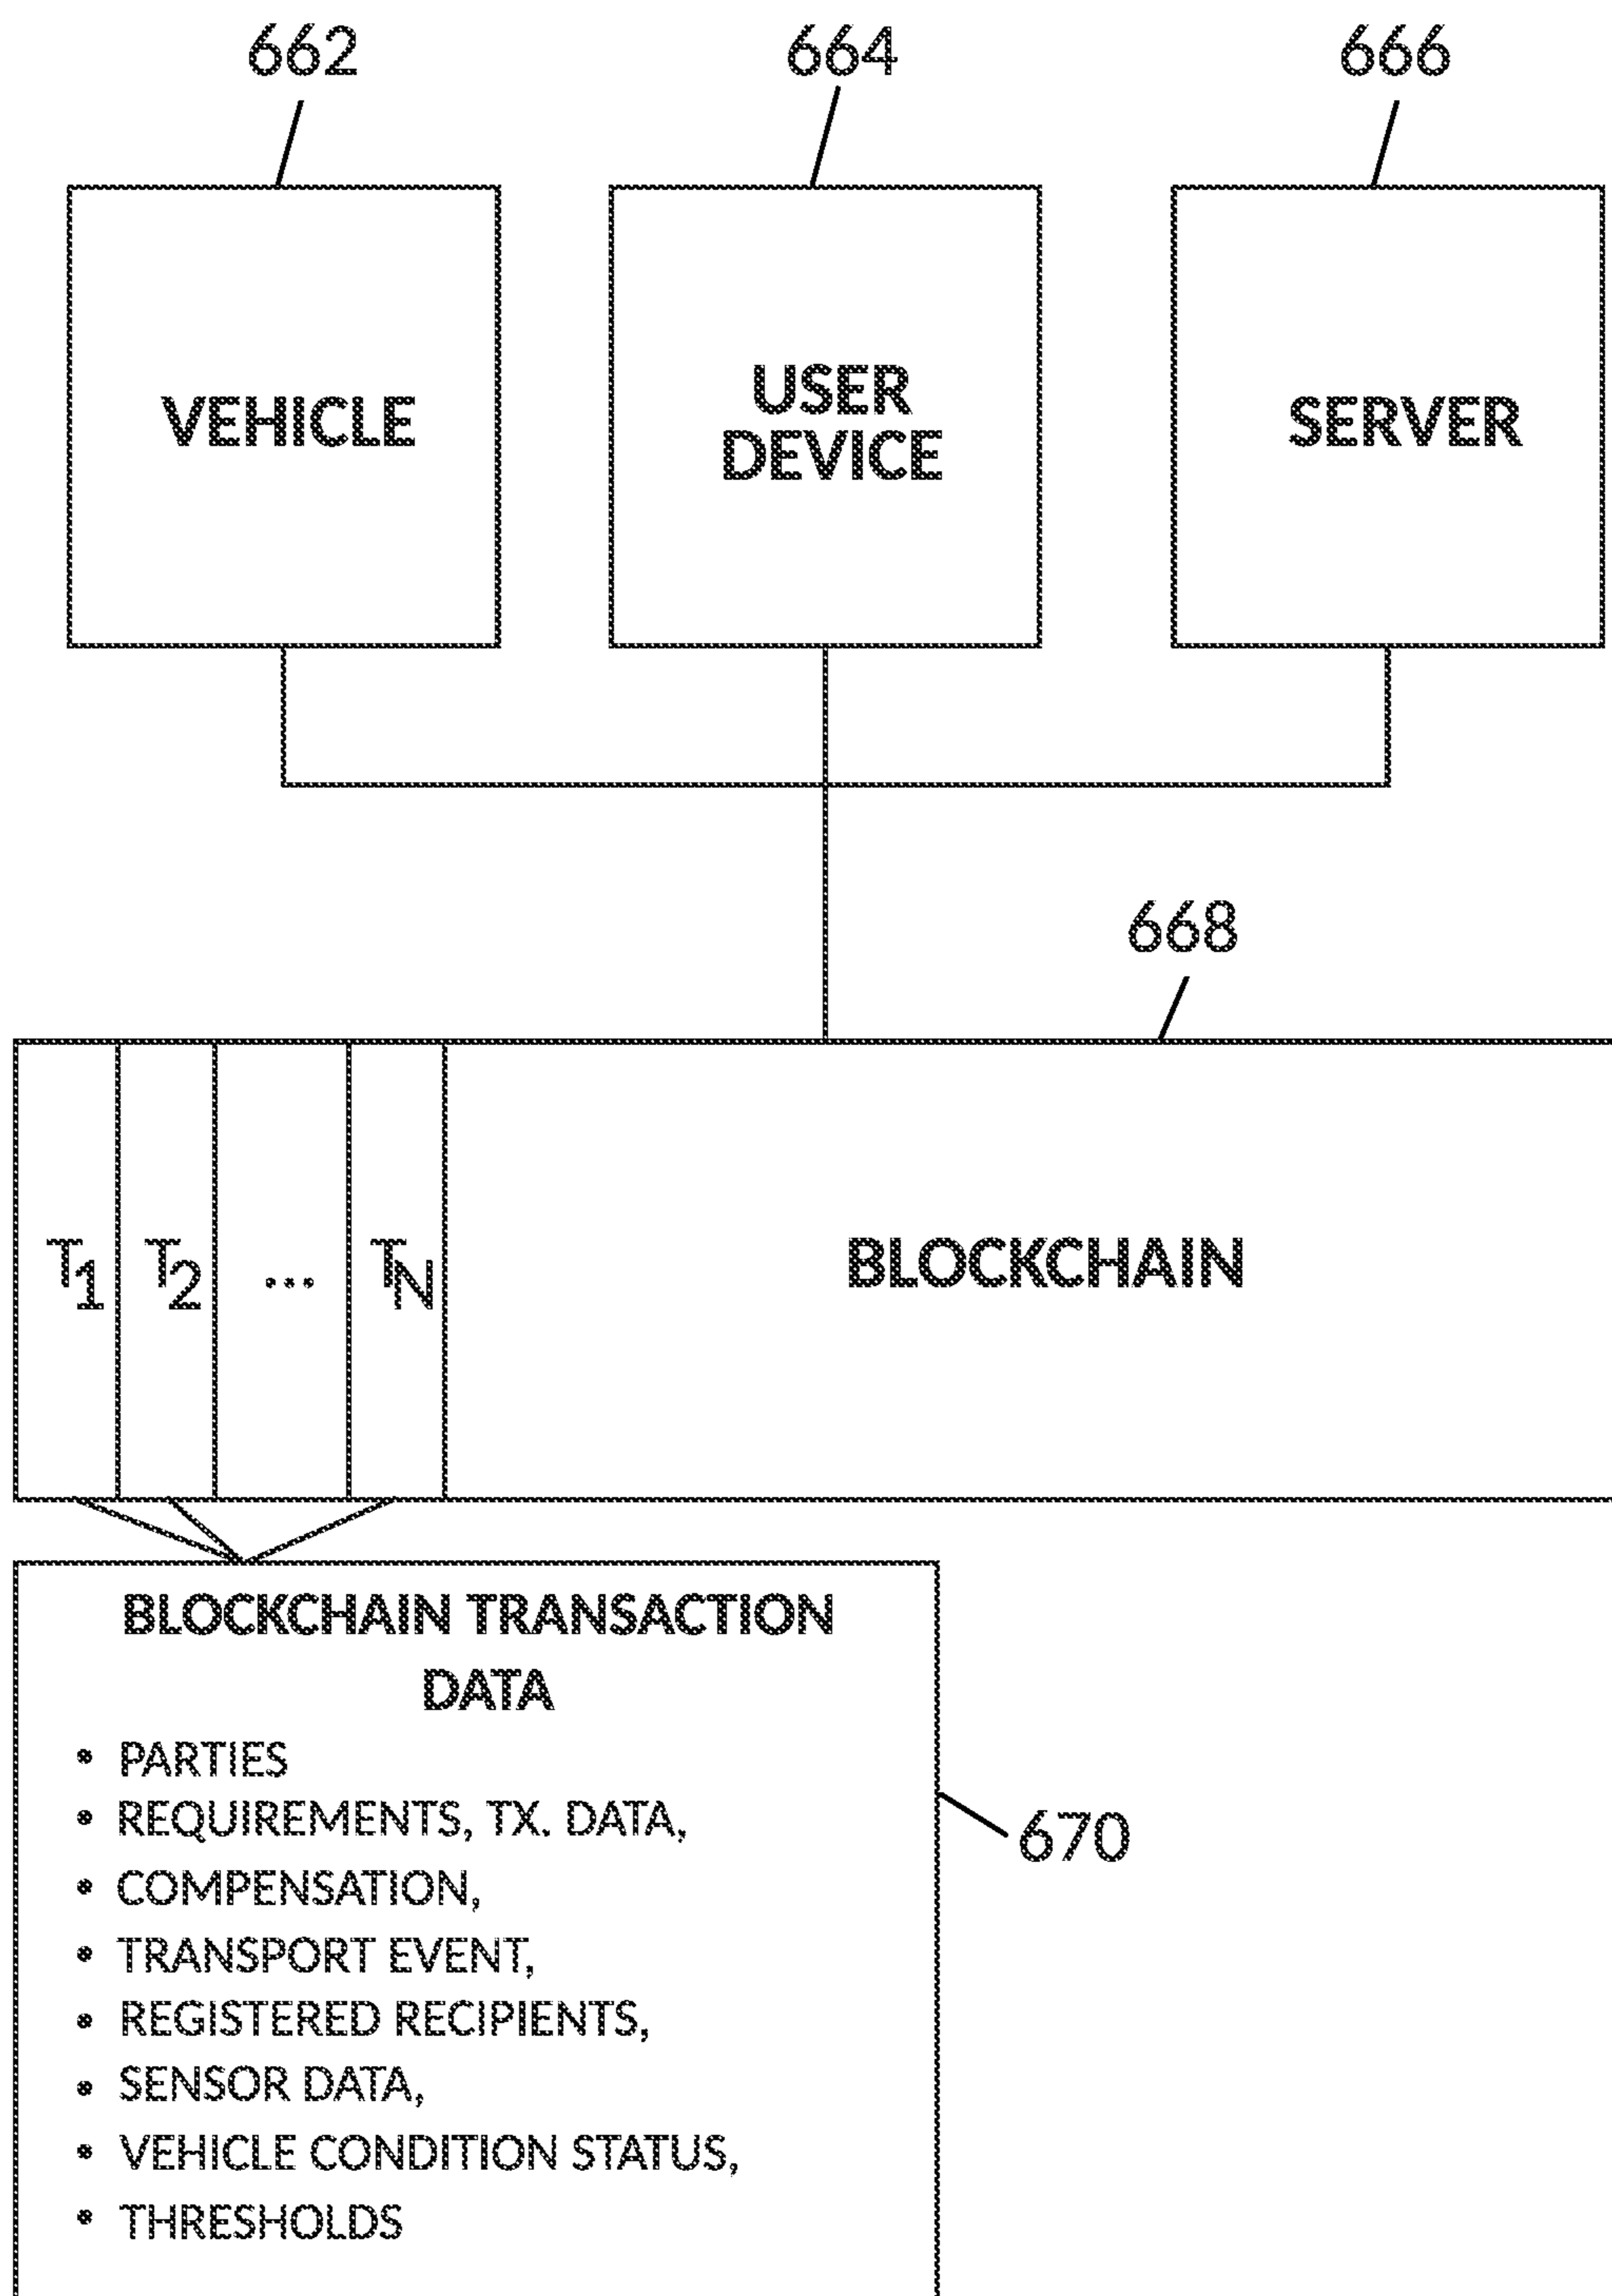 662 664 666
VEHICLE
USER
DEVICE
SERVER
668
T1 T2 ... TN
BLOCKCHAIN
BLOCKCHAIN TRANSACTION
DATA
• PARTIES
• REQUIREMENTS, TX. DATA,
• COMPENSATION,
• TRANSPORT EVENT,
• REGISTERED RECIPIENTS,
• SENSOR DATA,
• VEHICLE CONDITION STATUS,
• THRESHOLDS
670